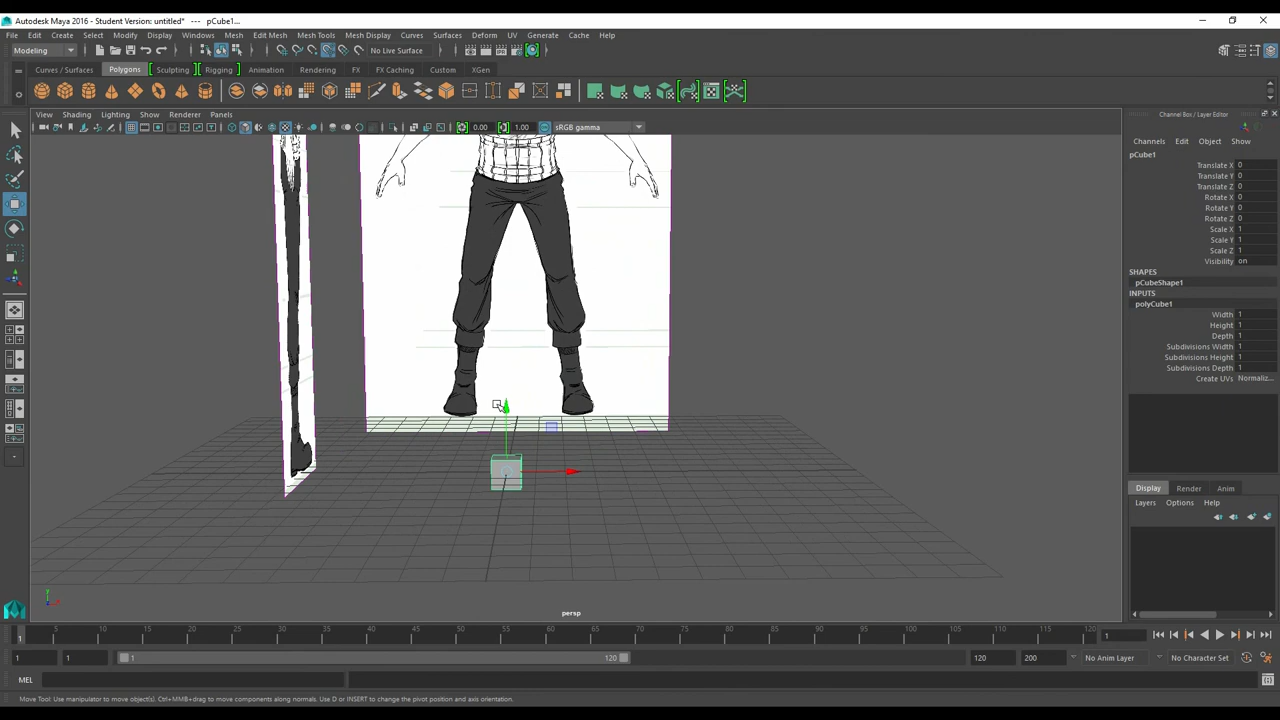 Autodesk Maya 2016 - Student Version: untitled*   ---   pCube1...
File Edit Create Select Modify Display Windows Mesh Edit Mesh Mesh Tools Mesh Display Curves Surfaces Deform UV Generate Cache Help
Modeling No Live Surface
Curves / Surfaces Polygons Sculpting Rigging Animation Rendering FX FX Caching Custom XGen
View Shading Lighting Show Renderer Panels
0.00 1.00 sRGB gamma
Channel Box / Layer Editor
Channels Edit Object Show
pCube1
Translate X 0
Translate Y 0
Translate Z 0
Rotate X 0
Rotate Y 0
Rotate Z 0
Scale X 1
Scale Y 1
Scale Z 1
Visibility on
SHAPES
pCubeShape1
INPUTS
polyCube1
Width 1
Height 1
Depth 1
Subdivisions Width 1
Subdivisions Height 1
Subdivisions Depth 1
Create UVs Normaliz...
Display Render Anim
Layers Options Help
persp
1 5 10 15 20 25 30 35 40 45 50 55 60 65 70 75 80 85 90 95 100 105 110 115 120 1
1 1 1 120 120 200 No Anim Layer No Character Set
MEL
Move Tool: Use manipulator to move object(s). Ctrl+MMB+drag to move components along normals. Use D or INSERT to change the pivot position and axis orientation.